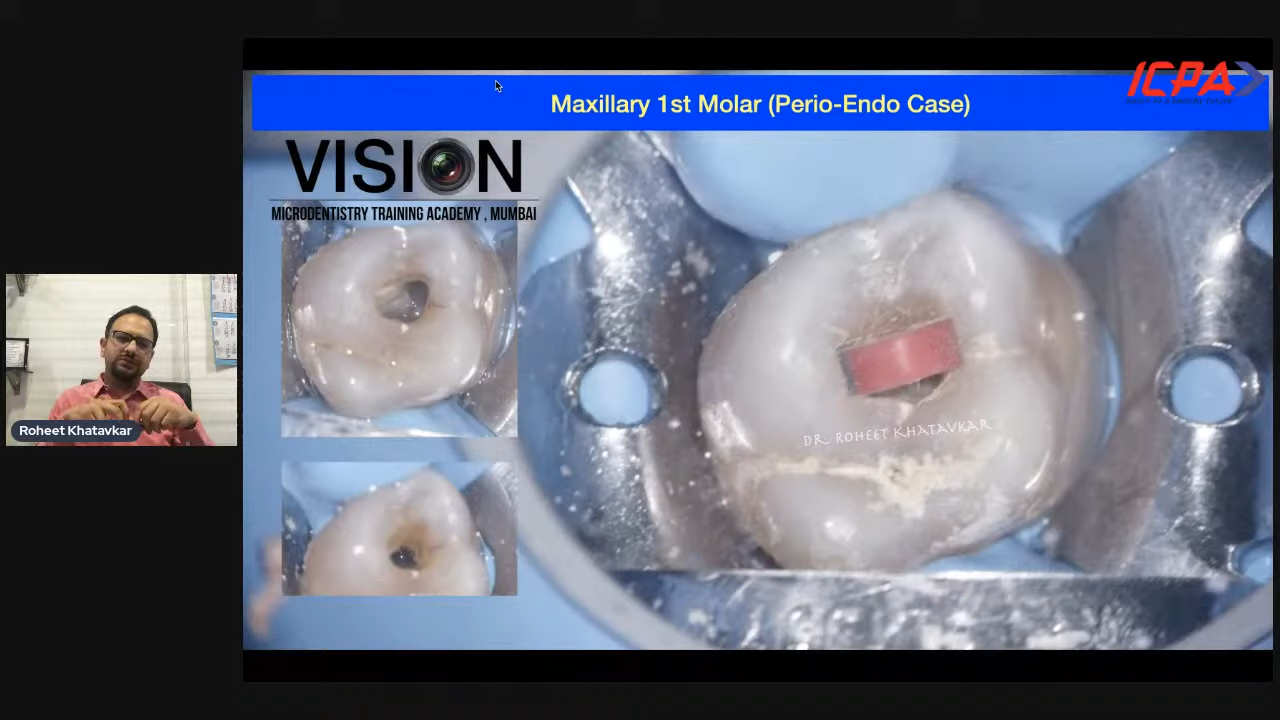 ICPA
Maxillary 1st Molar (Perio-Endo Case)
VISION
MICRODENTISTRY TRAINING ACADEMY , MUMBAI
Roheet Khatavkar
DR. ROHEET KHATAVKAR